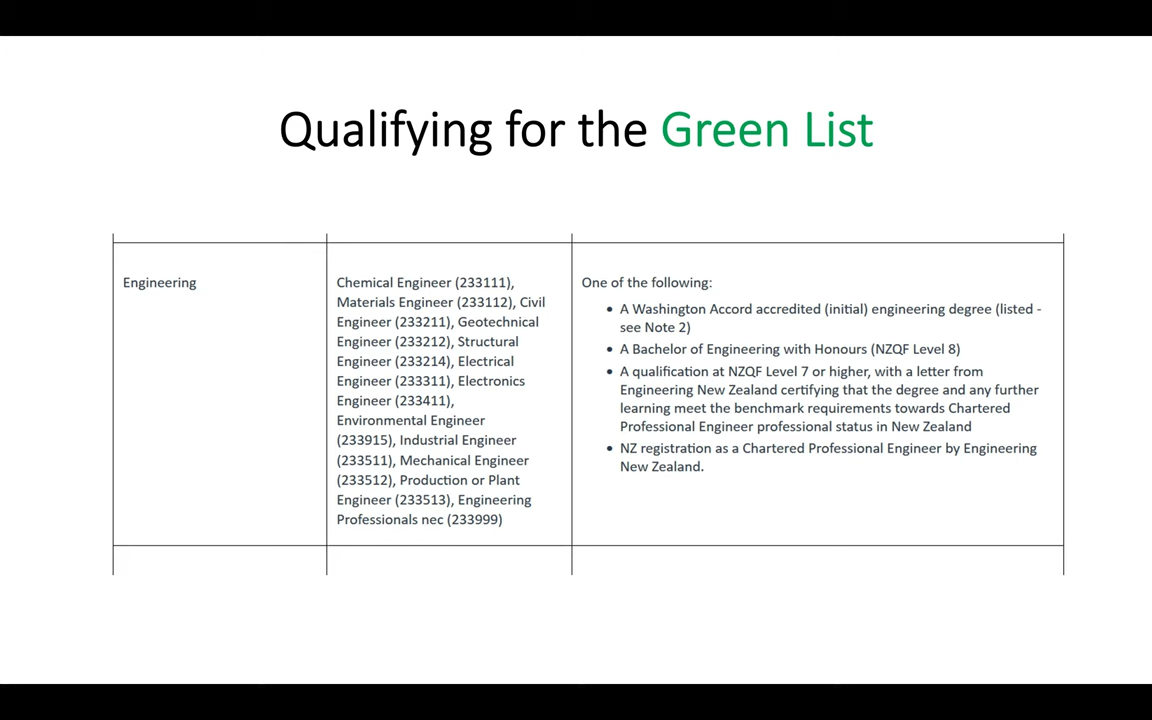 Qualifying for the Green List
Engineering
Chemical Engineer (233111),
Materials Engineer (233112), Civil
Engineer (233211), Geotechnical
Engineer (233212), Structural
Engineer (233214), Electrical
Engineer (233311), Electronics
Engineer (233411),
Environmental Engineer
(233915), Industrial Engineer
(233511), Mechanical Engineer
(233512), Production or Plant
Engineer (233513), Engineering
Professionals nec (233999)
One of the following:
• A Washington Accord accredited (initial) engineering degree (listed -
see Note 2)
• A Bachelor of Engineering with Honours (NZQF Level 8)
• A qualification at NZQF Level 7 or higher, with a letter from
Engineering New Zealand certifying that the degree and any further
learning meet the benchmark requirements towards Chartered
Professional Engineer professional status in New Zealand
• NZ registration as a Chartered Professional Engineer by Engineering
New Zealand.